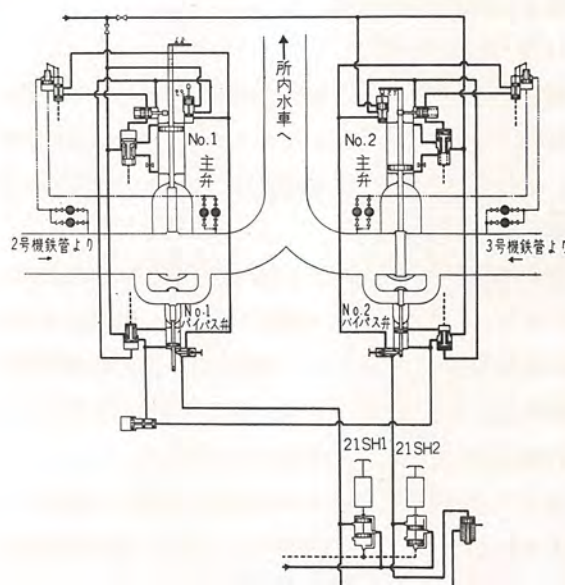 所内水車へ
No.1
主弁
No.2
主弁
2号機鉄管より
3号機鉄管より
No.1
バイパス弁
No.2
バイパス弁
21SH1
21SH2